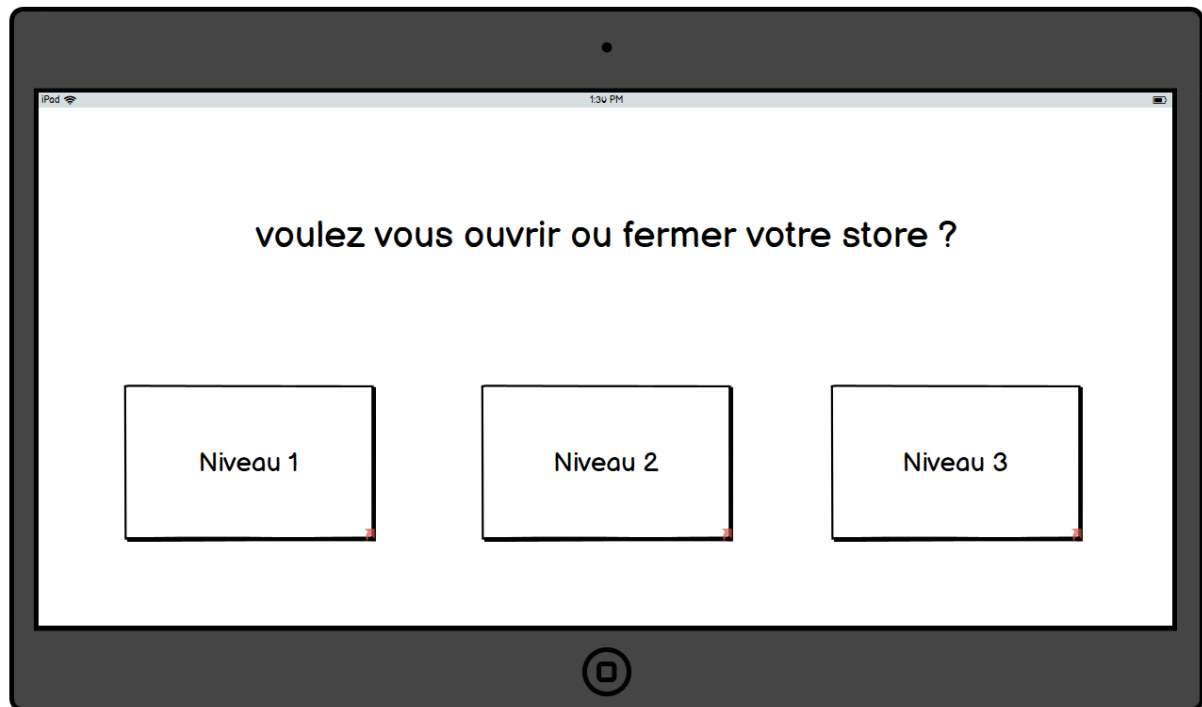 iPad
1:30 PM
voulez vous ouvrir ou fermer votre store ?
Niveau 1
Niveau 2
Niveau 3